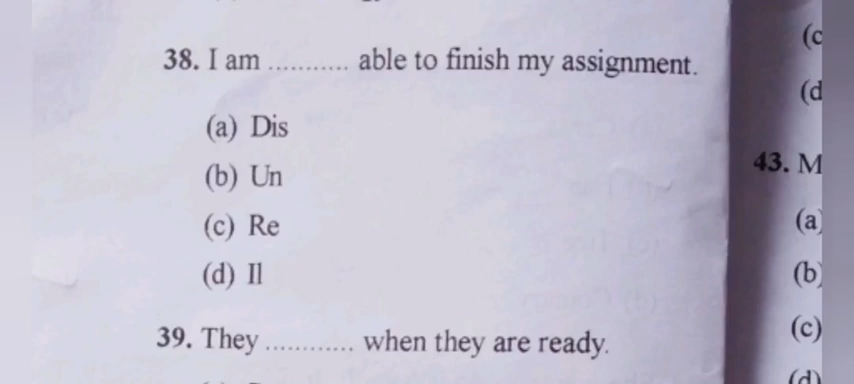 38. I am ........... able to finish my assignment.
(a) Dis
(b) Un
(c) Re
(d) Il
39. They ............ when they are ready.
(c
(d
43. M
(a)
(b)
(c)
(d)